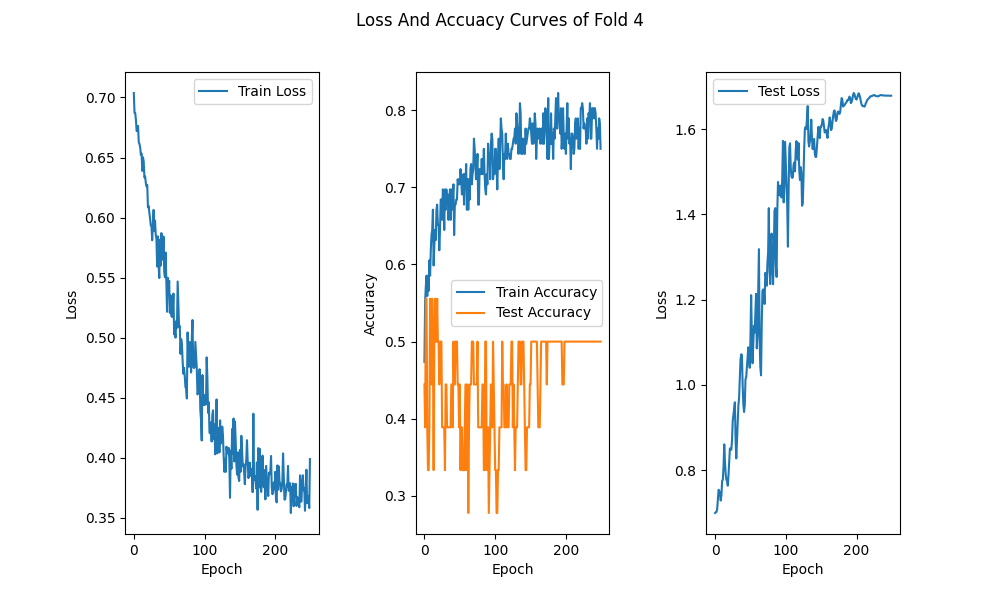 Loss And Accuacy Curves of Fold 4
Train Loss
0.70
0.65
0.60
0.55
0.50
0.45
0.40
0.35
Loss
0
100
200
Epoch
0.8
0.7
0.6
0.5
0.4
0.3
Accuracy
Train Accuracy
Test Accuracy
0
100
200
Epoch
Test Loss
1.6
1.4
1.2
1.0
0.8
Loss
0
100
200
Epoch